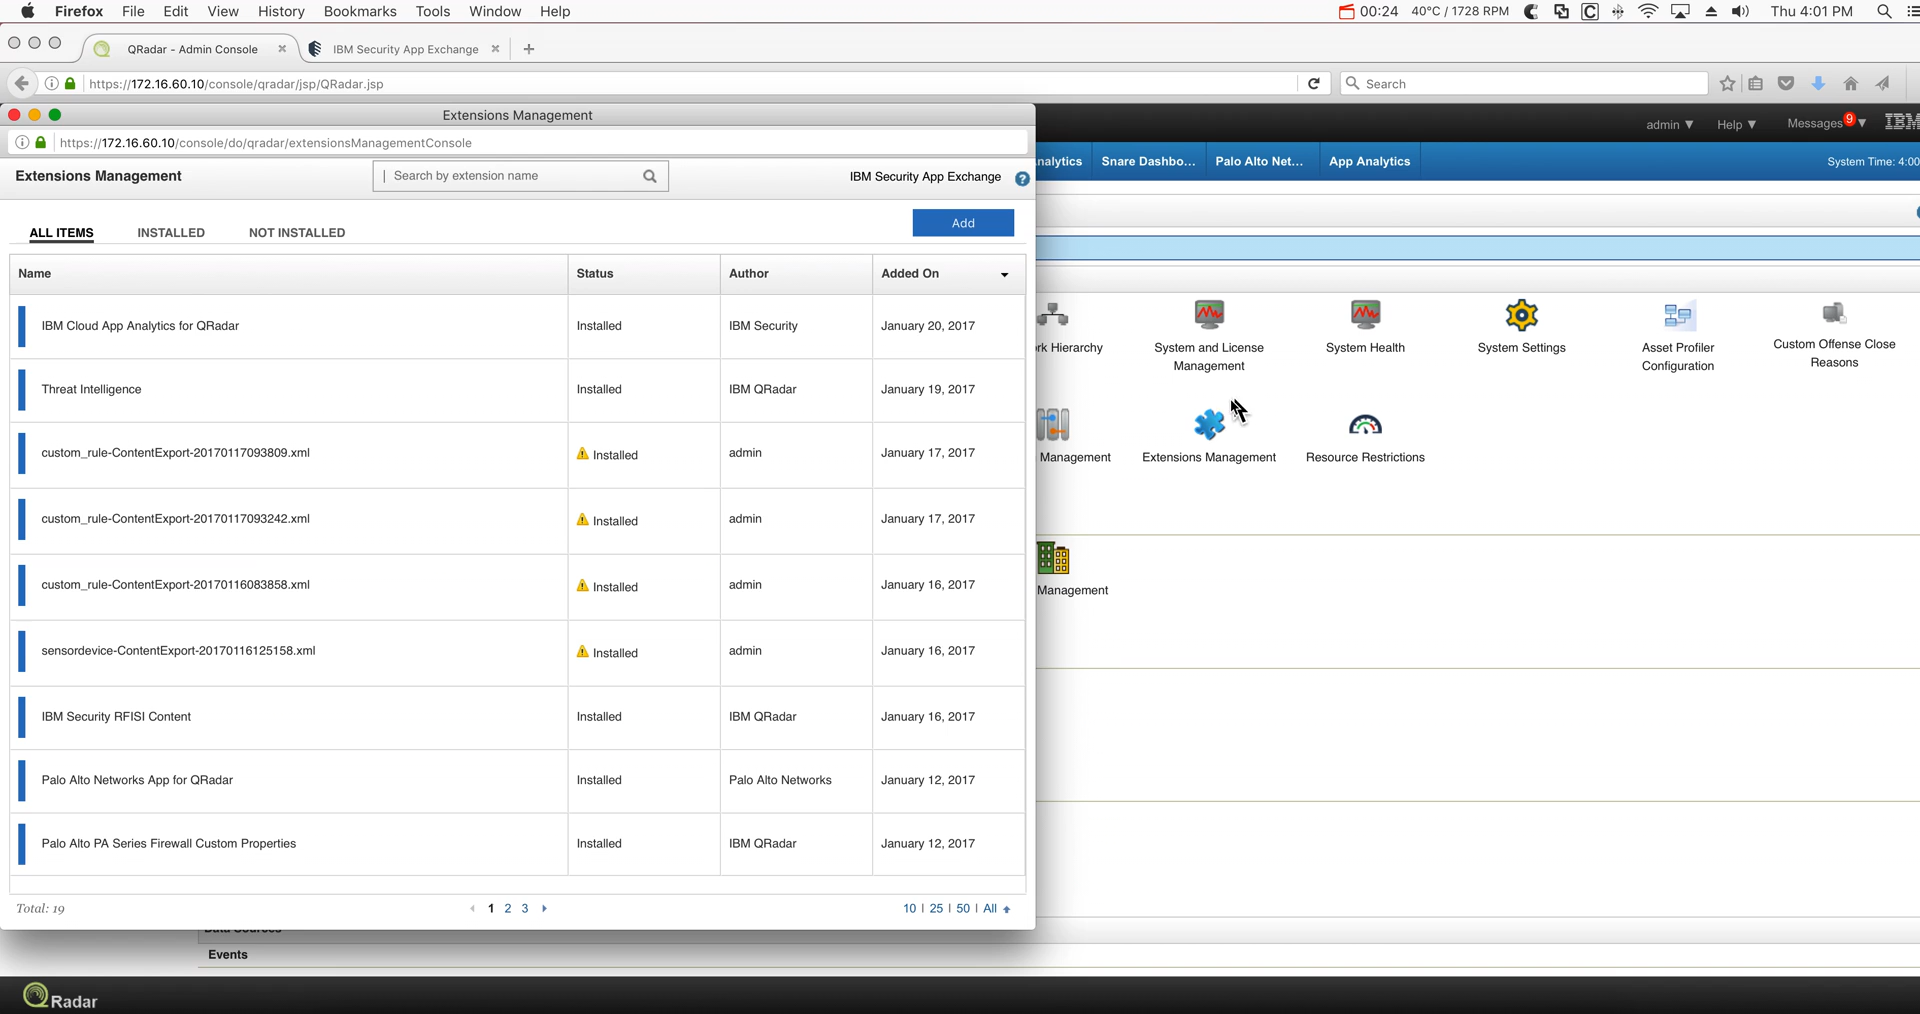 Firefox File Edit View History Bookmarks Tools Window Help 00:24 40°C / 1728 RPM Thu 4:01 PM
QRadar - Admin Console IBM Security App Exchange
https://172.16.60.10/console/qradar/jsp/QRadar.jsp Search
Extensions Management
https://172.16.60.10/console/do/qradar/extensionsManagementConsole
admin ▼ Help ▼ Messages 9 ▼ IBM
Extensions Management Search by extension name IBM Security App Exchange ?
nalytics Snare Dashbo... Palo Alto Net... App Analytics System Time: 4:00
ALL ITEMS INSTALLED NOT INSTALLED Add
Name Status Author Added On
IBM Cloud App Analytics for QRadar Installed IBM Security January 20, 2017
Threat Intelligence Installed IBM QRadar January 19, 2017
custom_rule-ContentExport-20170117093809.xml Installed admin January 17, 2017
custom_rule-ContentExport-20170117093242.xml Installed admin January 17, 2017
custom_rule-ContentExport-20170116083858.xml Installed admin January 16, 2017
sensordevice-ContentExport-20170116125158.xml Installed admin January 16, 2017
IBM Security RFISI Content Installed IBM QRadar January 16, 2017
Palo Alto Networks App for QRadar Installed Palo Alto Networks January 12, 2017
Palo Alto PA Series Firewall Custom Properties Installed IBM QRadar January 12, 2017
Total: 19 1 2 3 10 | 25 | 50 | All
rk Hierarchy
System and License
Management
System Health
System Settings
Asset Profiler
Configuration
Custom Offense Close
Reasons
Management
Extensions Management
Resource Restrictions
Management
Events
QRadar